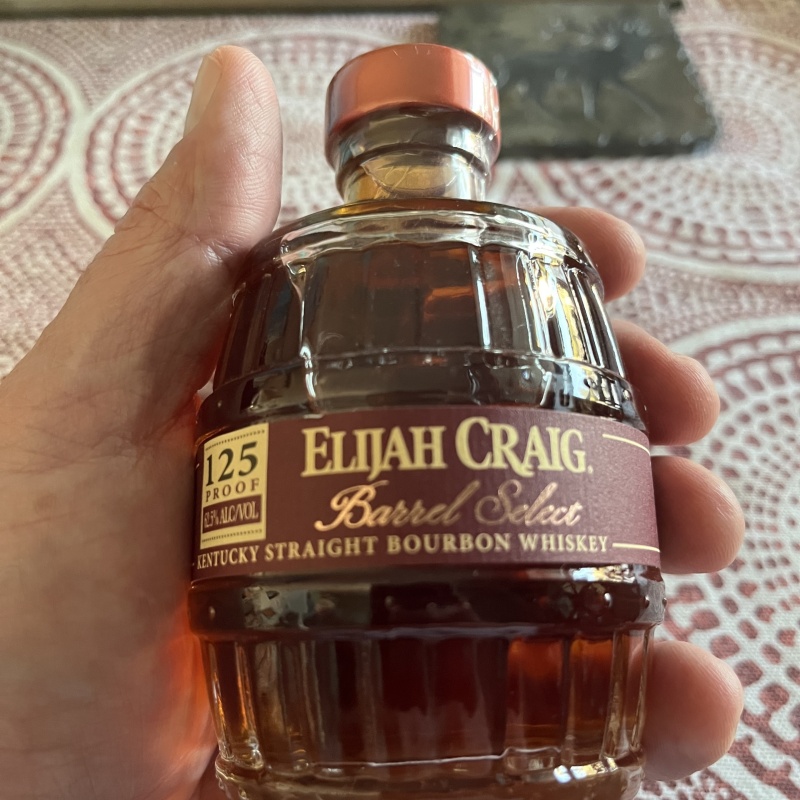 125
PROOF
62.5% ALC/VOL
ELIJAH CRAIG.
Barrel Select
KENTUCKY STRAIGHT BOURBON WHISKEY